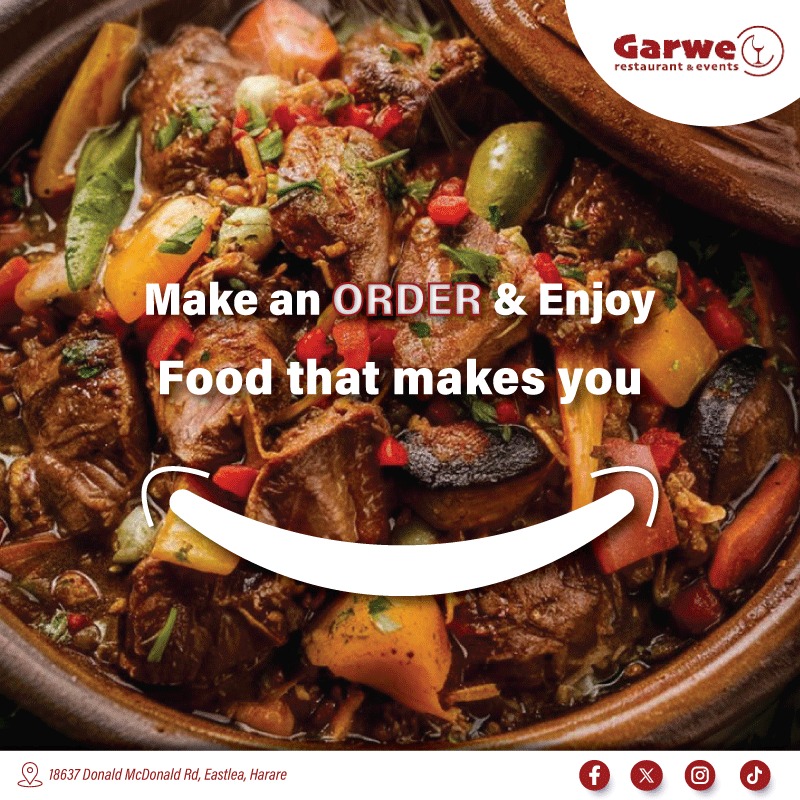 Garwe
restaurant & events
Make an ORDER & Enjoy
Food that makes you
18637 Donald McDonald Rd, Eastlea, Harare